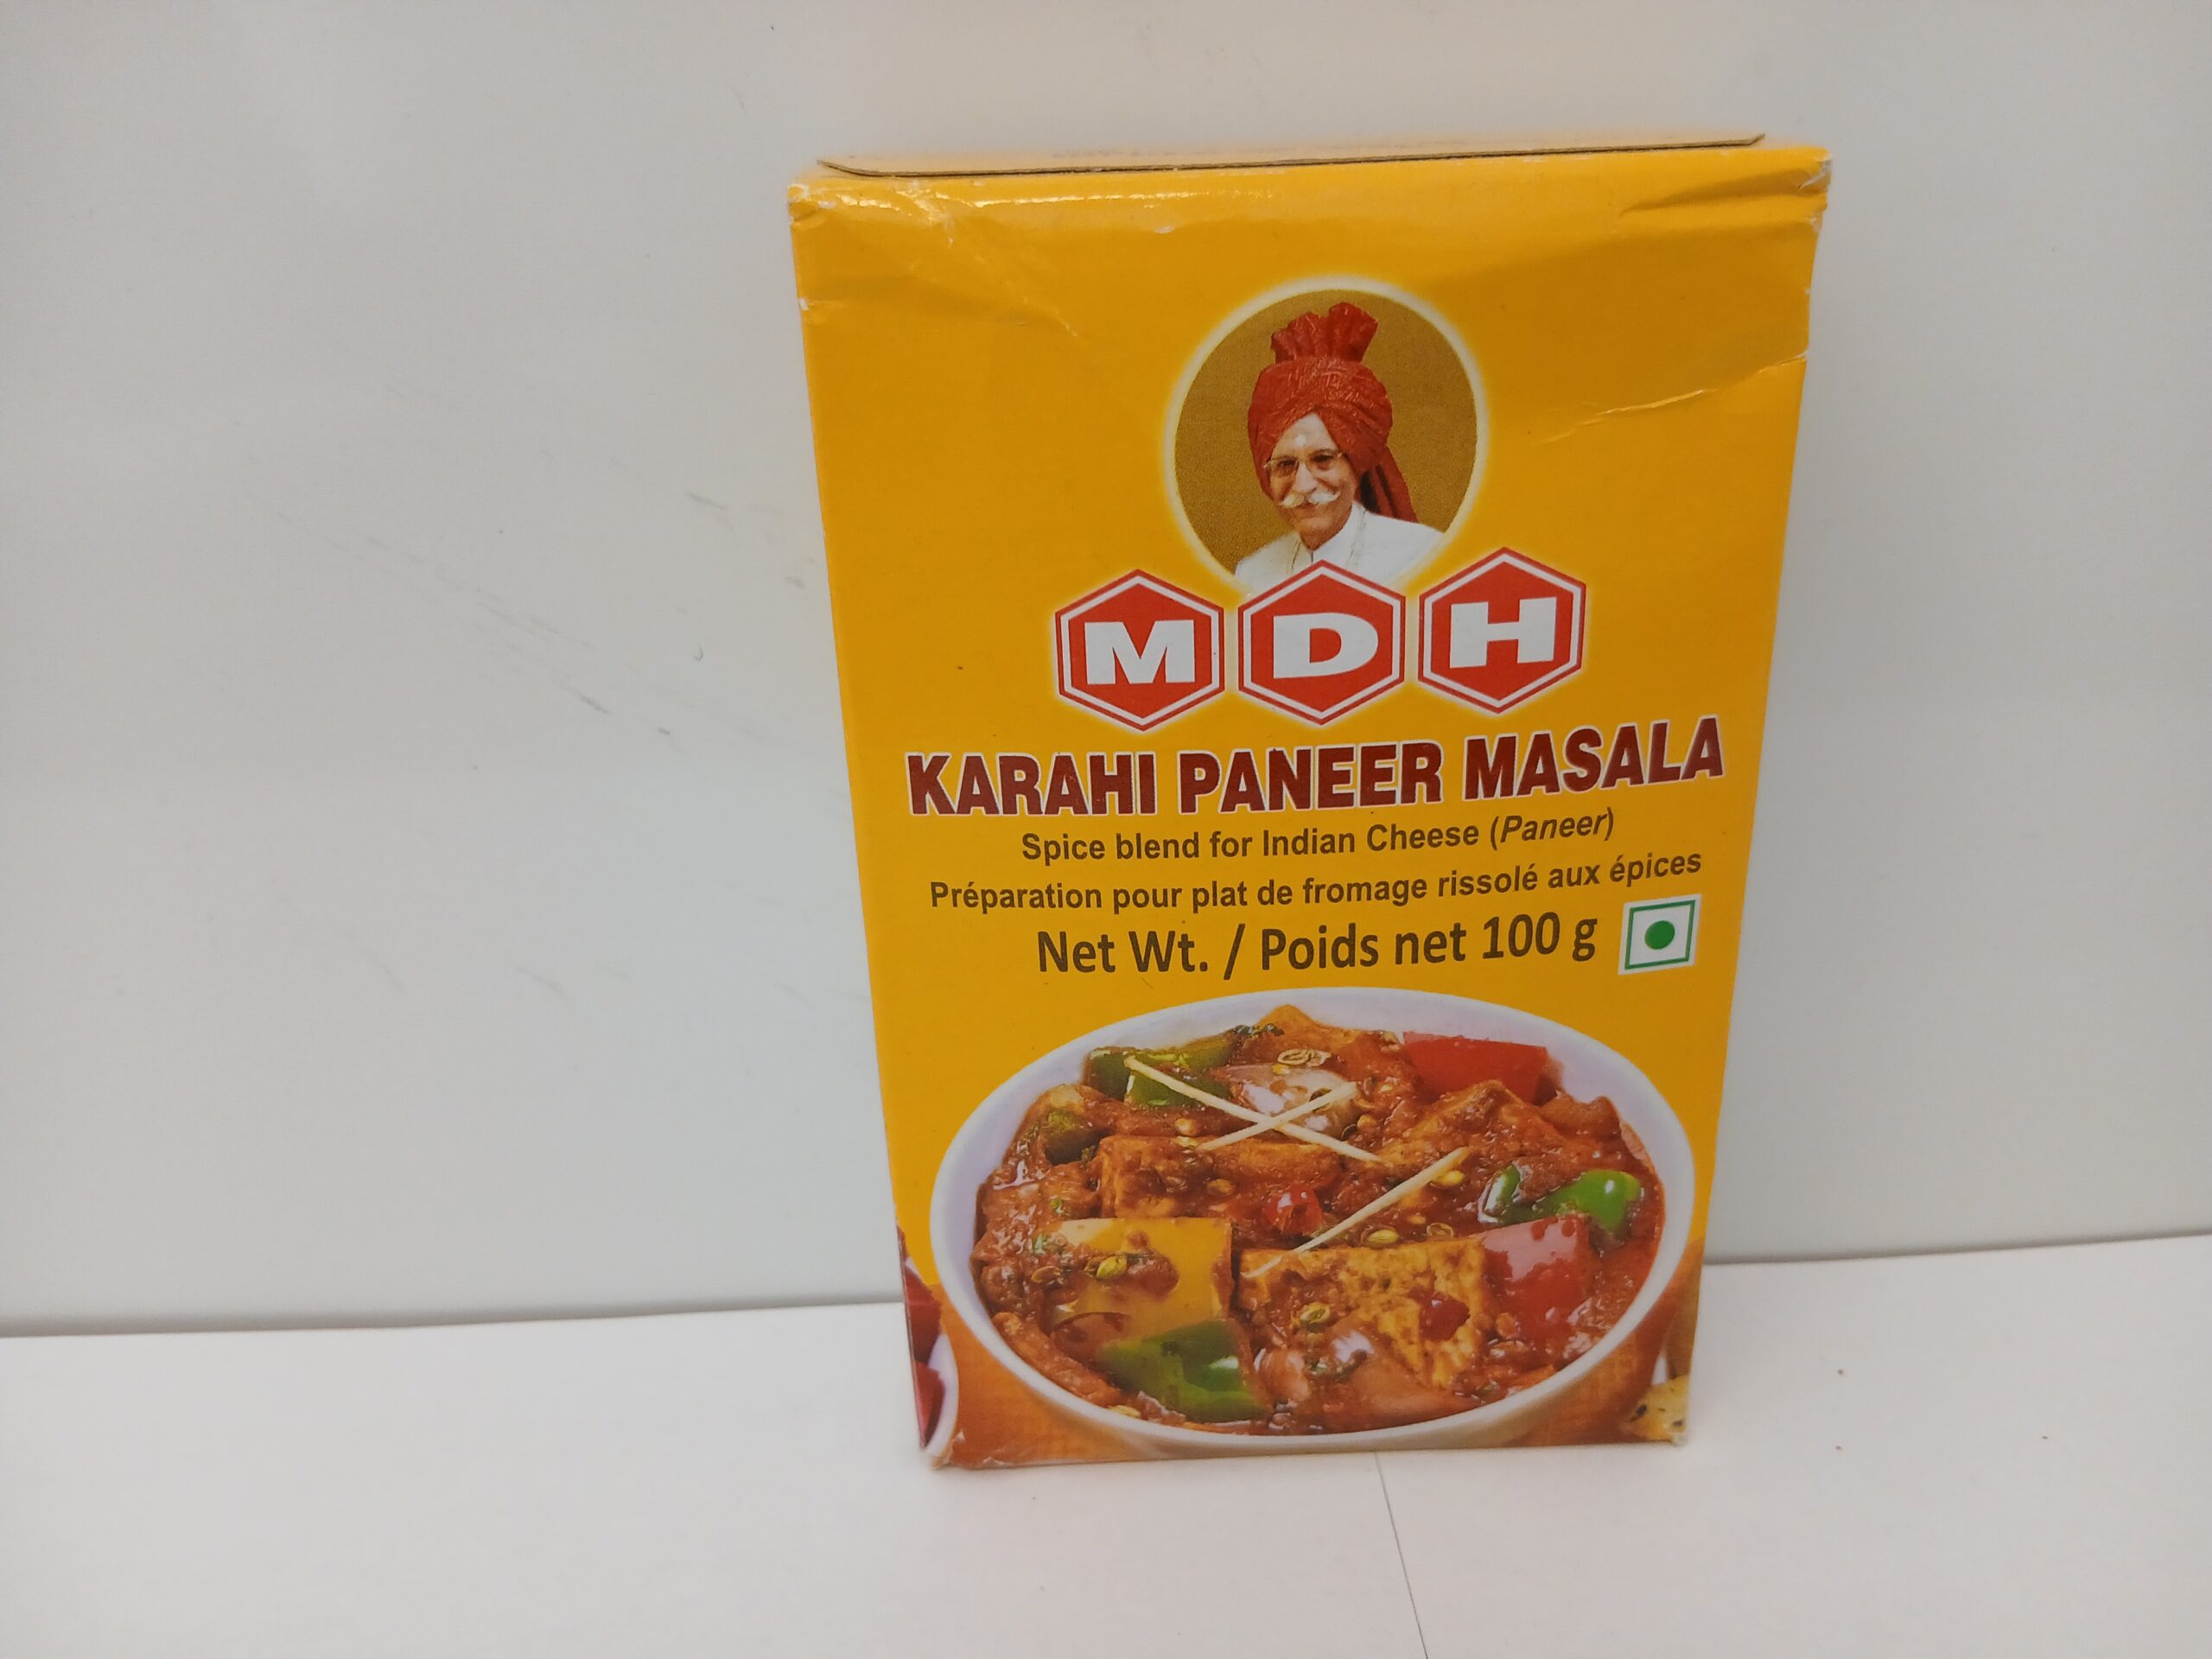 MDH
KARAHI PANEER MASALA
Spice blend for Indian Cheese (Paneer)
Préparation pour plat de fromage rissolé aux épices
Net Wt. / Poids net 100 g